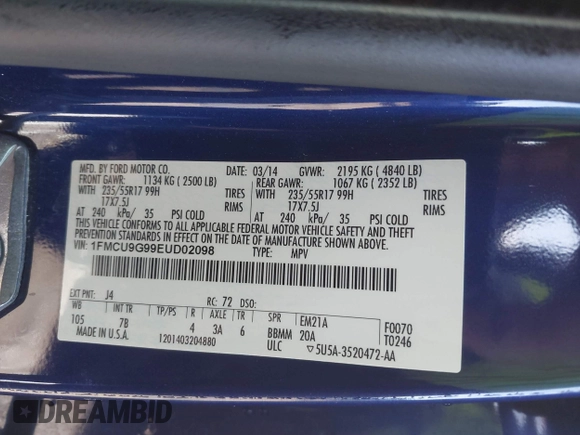 MFD. BY FORD MOTOR CO.
03/14 GVWR: 2195 KG ( 4840 LB)
FRONT GAWR: 1134 KG ( 2500 LB) REAR GAWR: 1067 KG ( 2352 LB)
WITH 235/55R17 99H TIRES WITH 235/55R17 99H TIRES
17X7.5J RIMS 17X7.5J RIMS
AT 240 kPa/ 35 PSI COLD AT 240 kPa/ 35 PSI COLD
THIS VEHICLE CONFORMS TO ALL APPLICABLE FEDERAL MOTOR VEHICLE SAFETY AND BUMPER STANDARDS, AND THEFT PREVENTION STANDARDS IN EFFECT ON THE DATE OF MANUFACTURE SHOWN ABOVE.
VIN: 1FMCU9G99EUD02098 TYPE: MPV
EXT PNT: J4 RC: 72 DSO:
WB INT TR TP/PS R AXLE TR SPR EM21A F0070
105 7B 4 3A 6 BBMM 20A T0246
MADE IN U.S.A. 1201403204880 ULC ▽5U5A-3520472-AA
DREAMBID